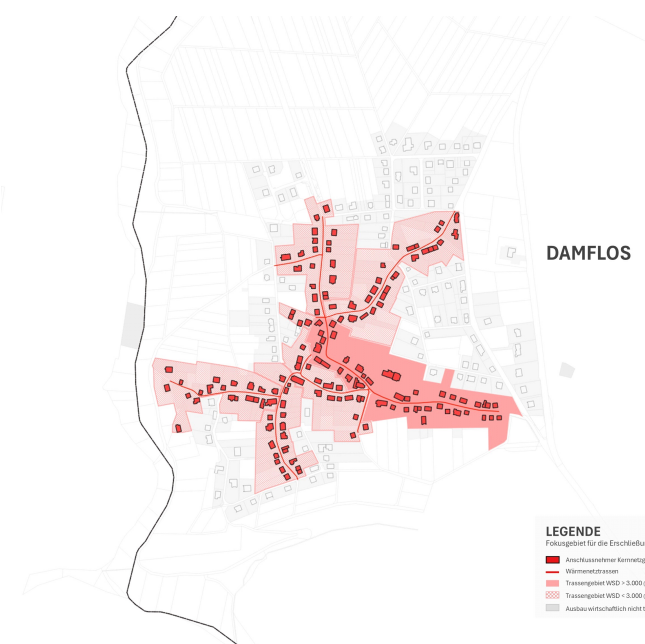 DAMFLOS
LEGENDE
Fokusgebiet für die Erschließu
Anschlussnehmer Kernnetzg
Wärmenetztrassen
Trassengebiet WSD > 3.000 (
Trassengebiet WSD < 3.000 (
Ausbau wirtschaftlich nicht t